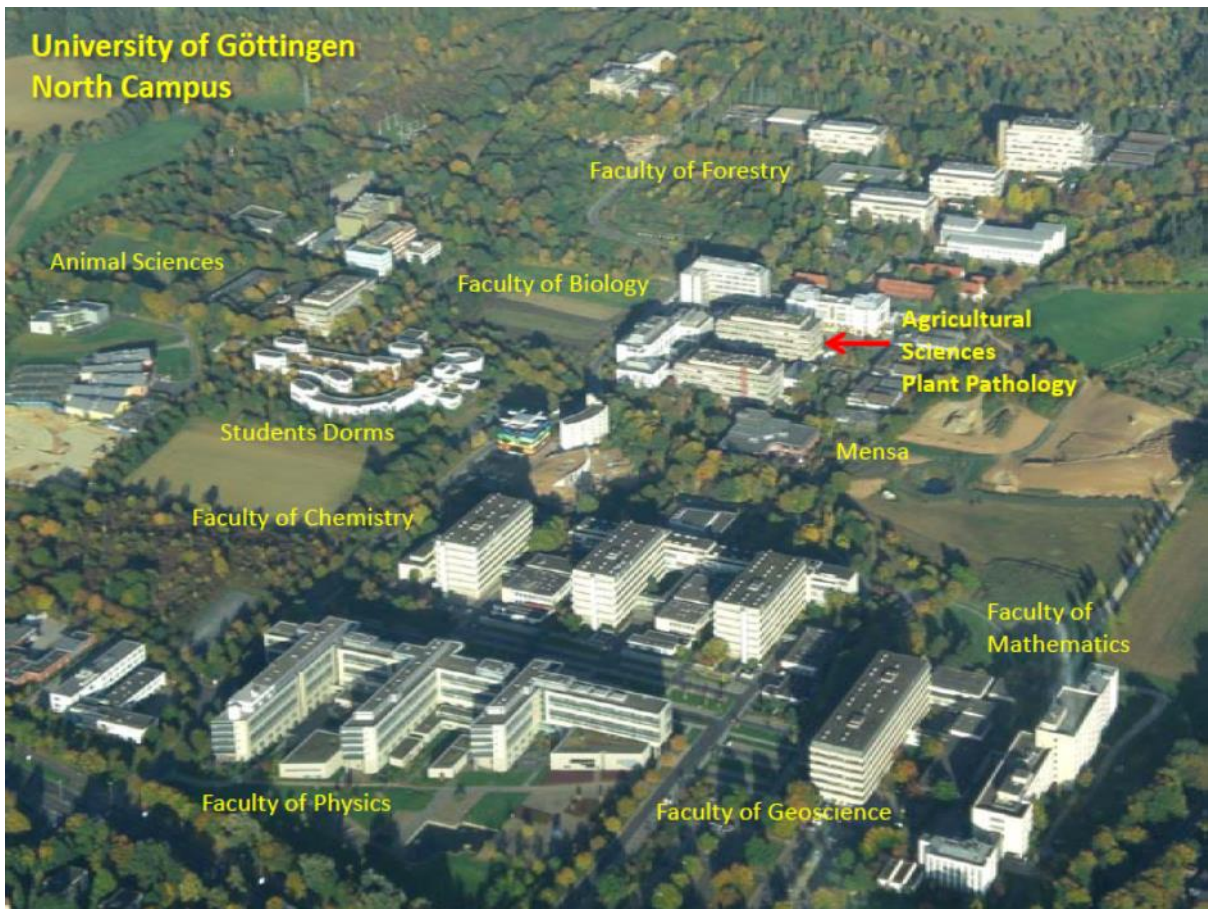 University of Göttingen
North Campus
Faculty of Forestry
Animal Sciences
Faculty of Biology
Agricultural
Sciences
Plant Pathology
Students Dorms
Mensa
Faculty of Chemistry
Faculty of
Mathematics
Faculty of Physics
Faculty of Geoscience